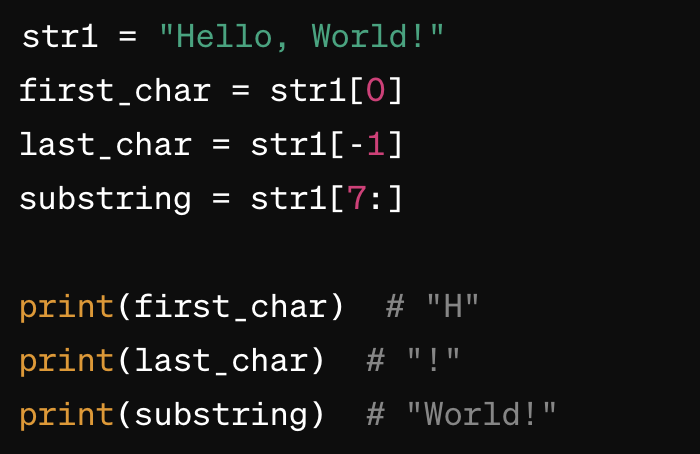 str1 = "Hello, World!"
first_char = str1[0]
last_char = str1[-1]
substring = str1[7:]

print(first_char)  # "H"
print(last_char)  # "!"
print(substring)  # "World!"